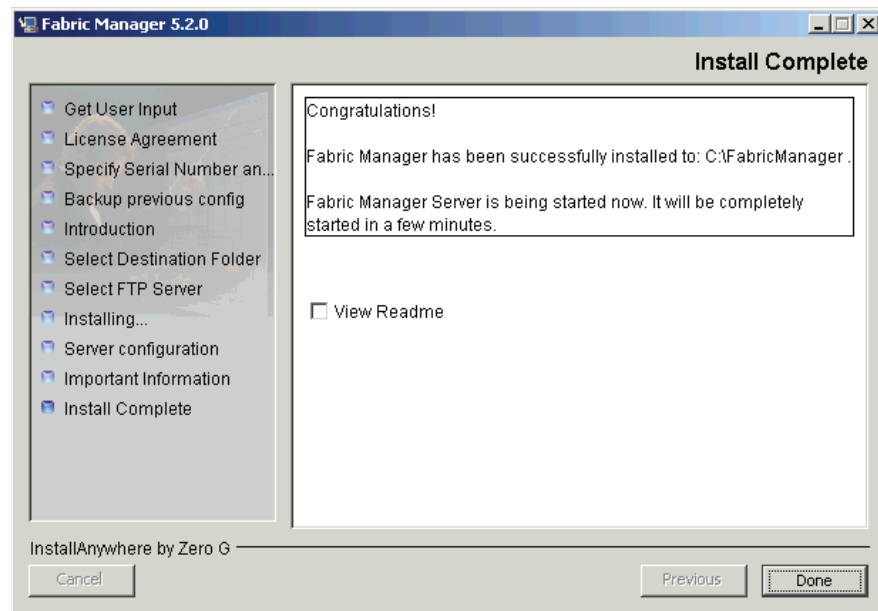 Fabric Manager 5.2.0
Install Complete
Get User Input
License Agreement
Specify Serial Number an...
Backup previous config
Introduction
Select Destination Folder
Select FTP Server
Installing...
Server configuration
Important Information
Install Complete
Congratulations!
Fabric Manager has been successfully installed to: C:\FabricManager .
Fabric Manager Server is being started now. It will be completely
started in a few minutes.
View Readme
InstallAnywhere by Zero G
Cancel
Previous
Done